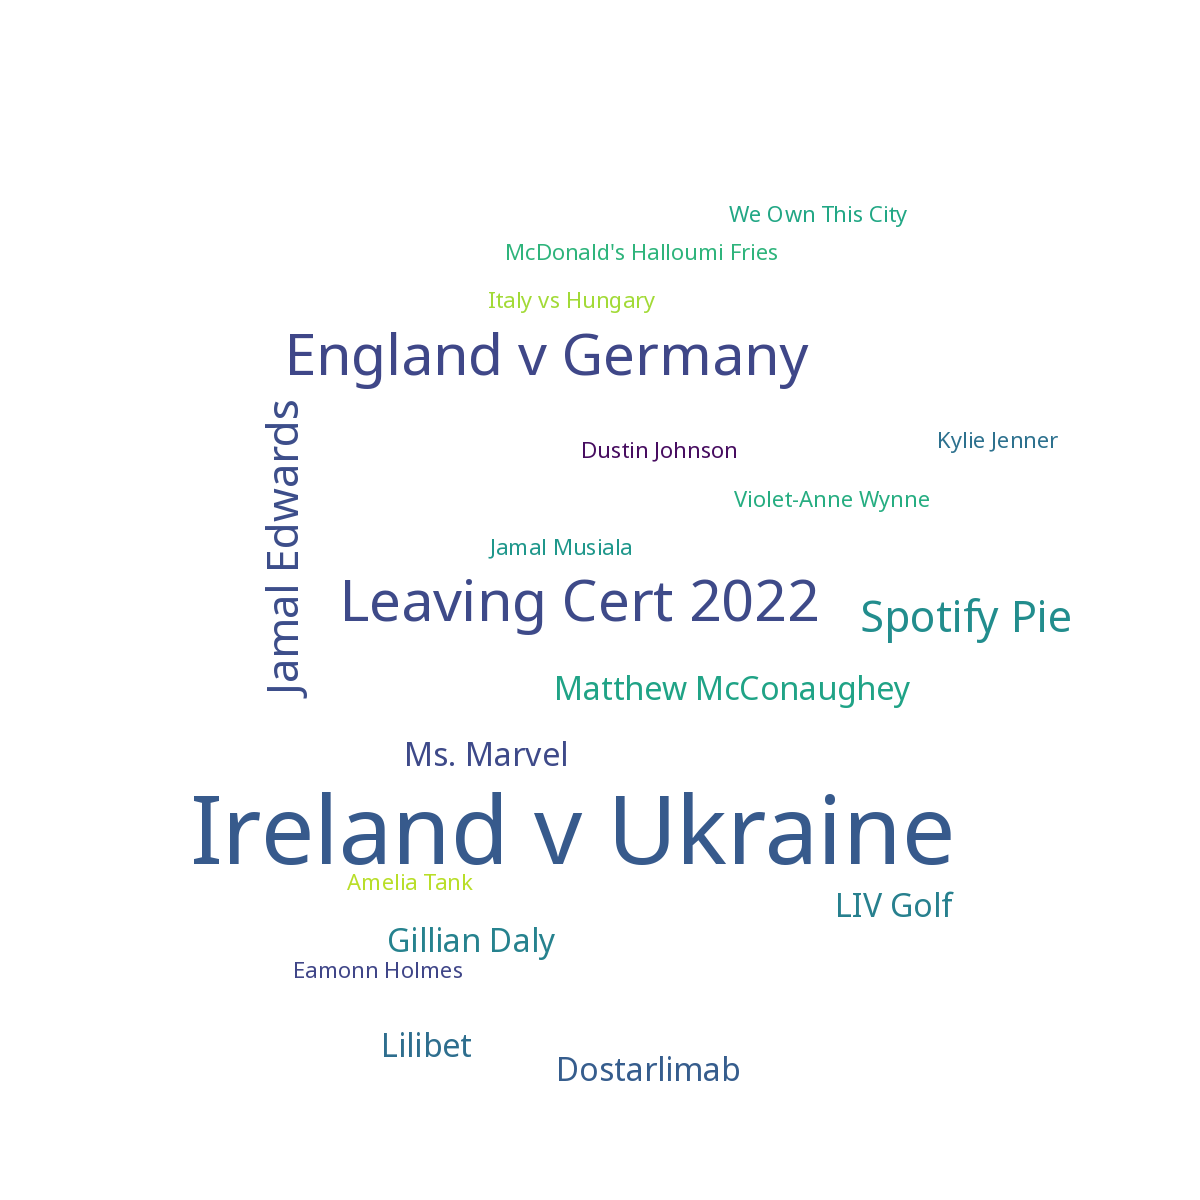 We Own This City
McDonald's Halloumi Fries
Italy vs Hungary
England v Germany
Jamal Edwards
Dustin Johnson
Kylie Jenner
Violet-Anne Wynne
Jamal Musiala
Leaving Cert 2022
Spotify Pie
Matthew McConaughey
Ms. Marvel
Ireland v Ukraine
Amelia Tank
LIV Golf
Gillian Daly
Eamonn Holmes
Lilibet
Dostarlimab